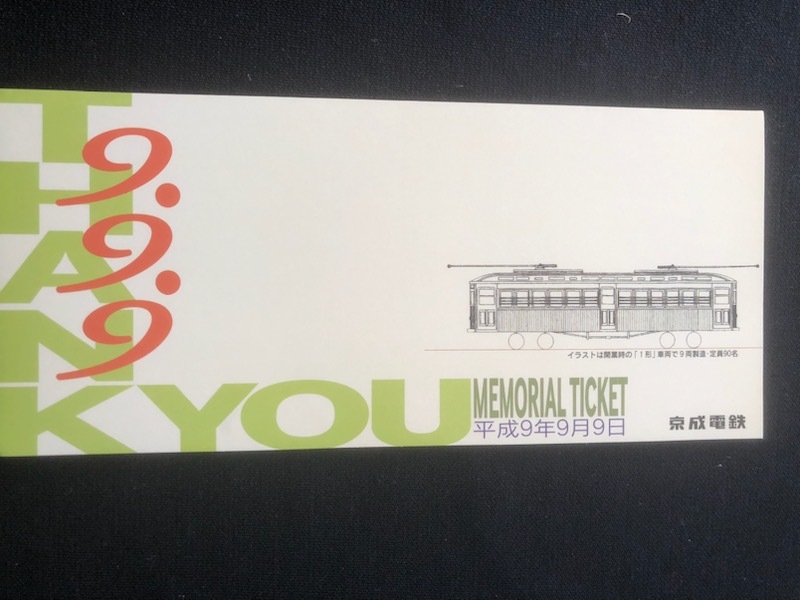 THANK YOU
9.
9.
9
イラストは開業時の「1形」車両で9両製造・定員90名
MEMORIAL TICKET
平成9年9月9日
京成電鉄